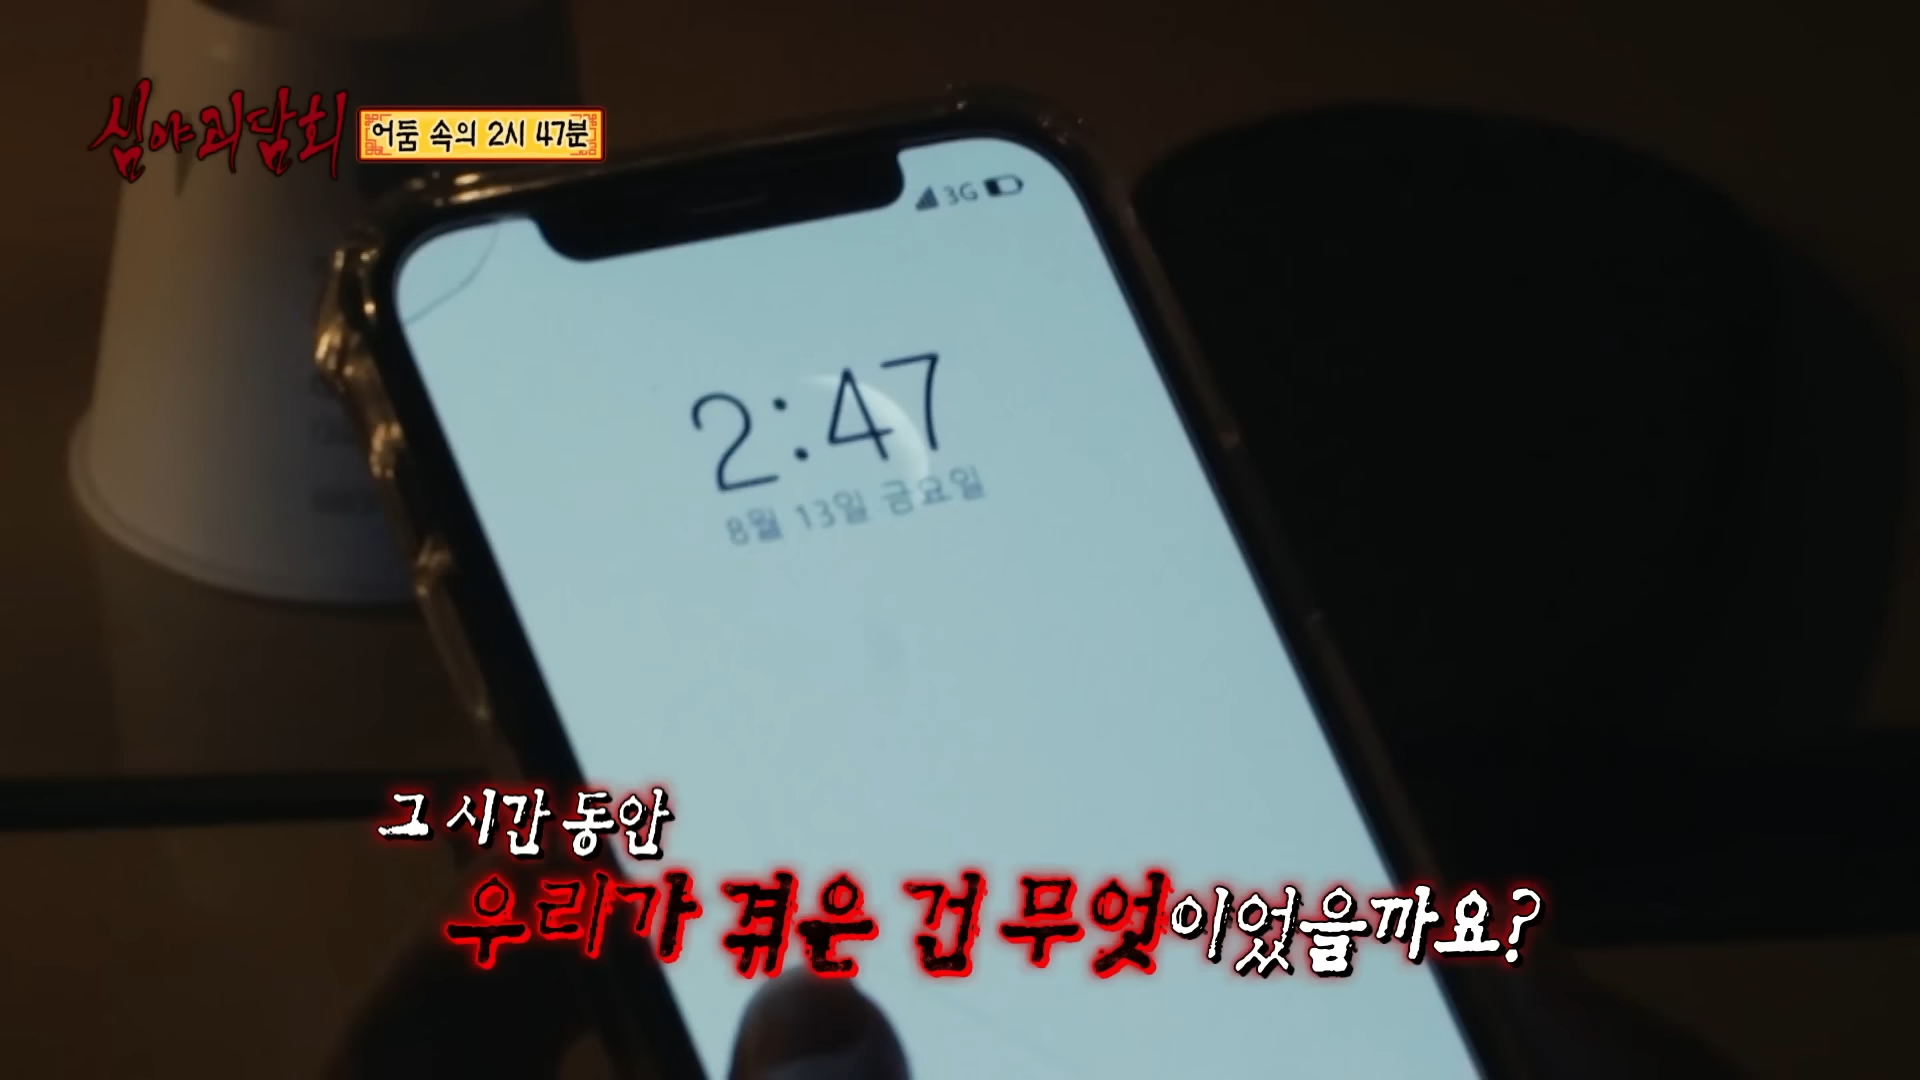 심야괴담회
어둠 속의 2시 47분
3G
2:47
8월 13일 금요일
그 시간 동안
우리가 겪은 건 무엇이었을까요?